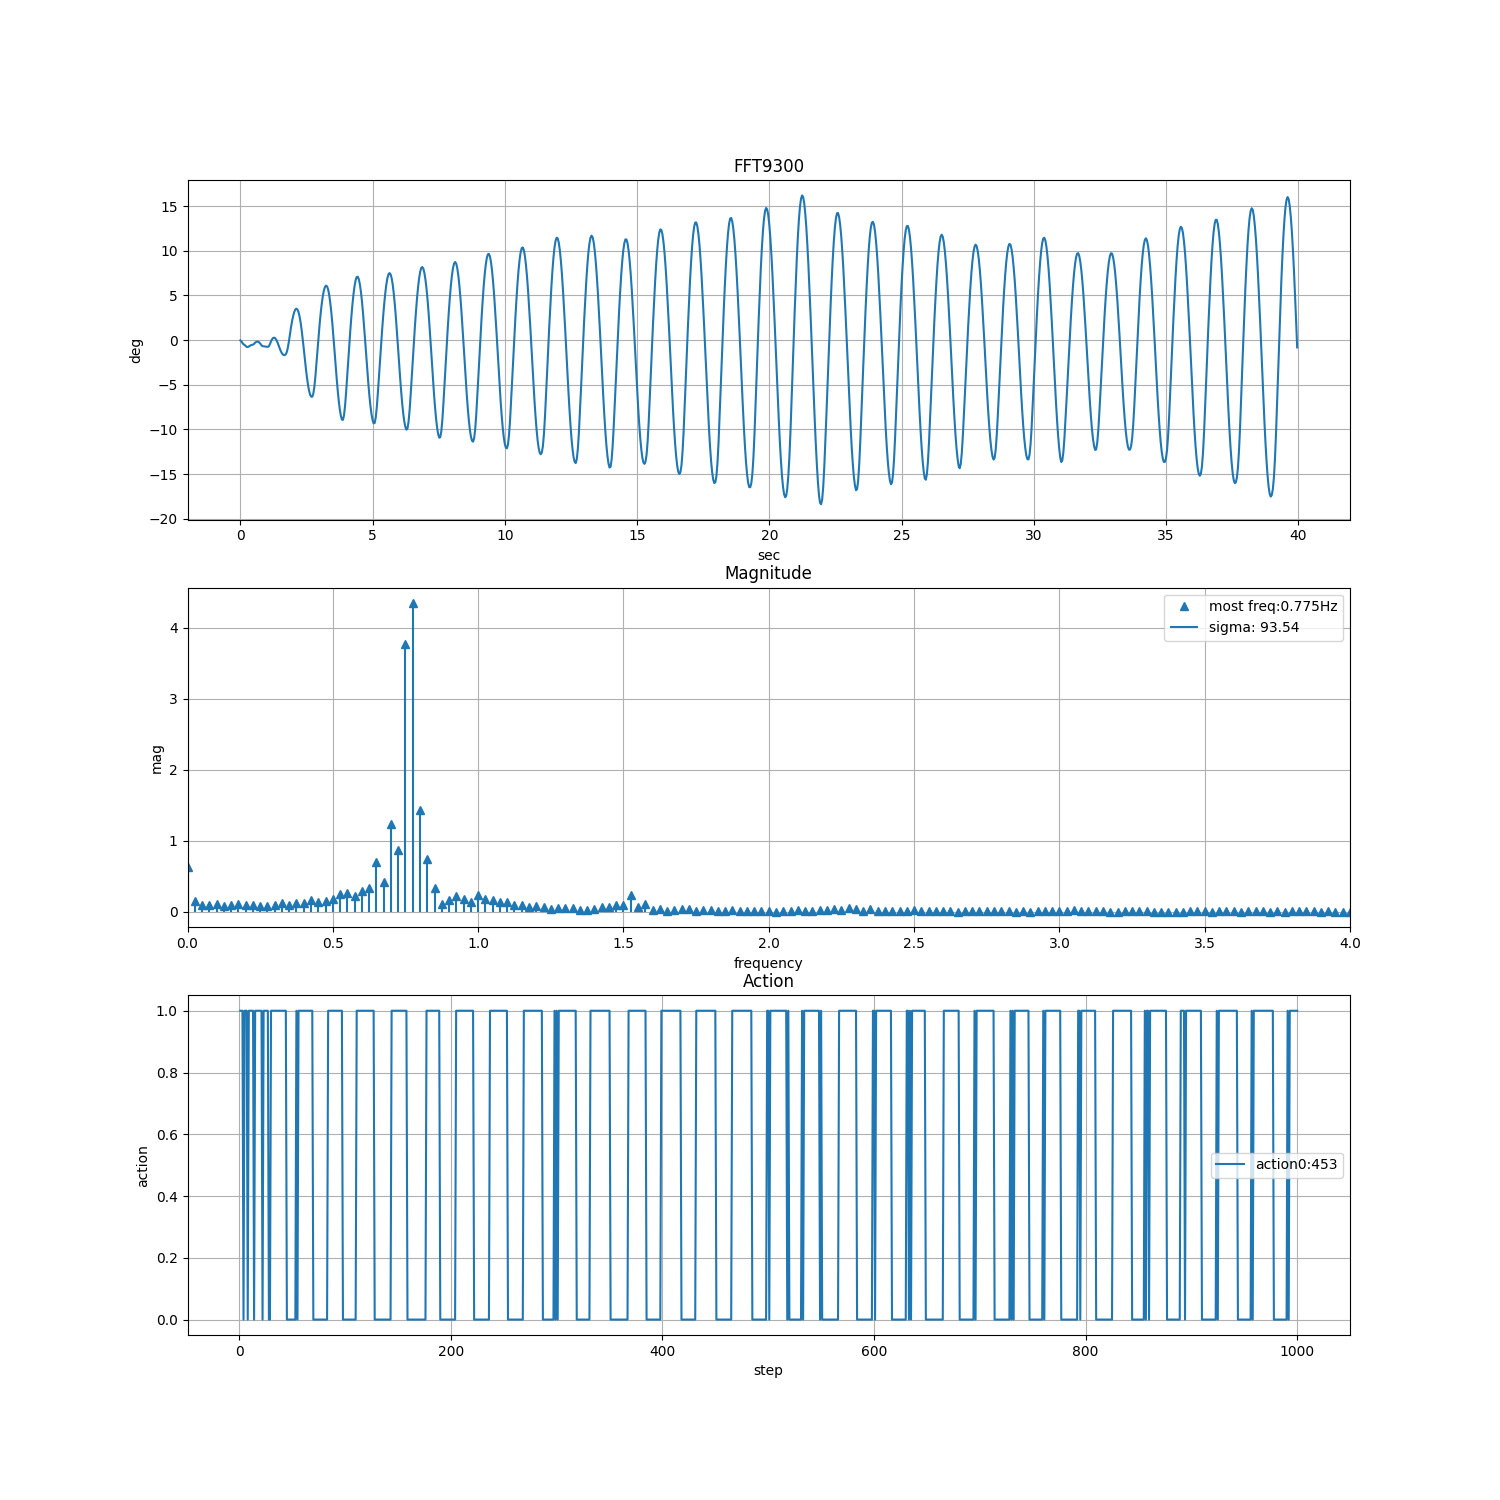 FFT9300
15
10
5
0
−5
−10
−15
−20
deg
0 5 10 15 20 25 30 35 40
sec
Magnitude
most freq:0.775Hz
sigma: 93.54
4
3
2
1
0
mag
0.0 0.5 1.0 1.5 2.0 2.5 3.0 3.5 4.0
frequency
Action
1.0
0.8
0.6
0.4
0.2
0.0
action
action0:453
0 200 400 600 800 1000
step